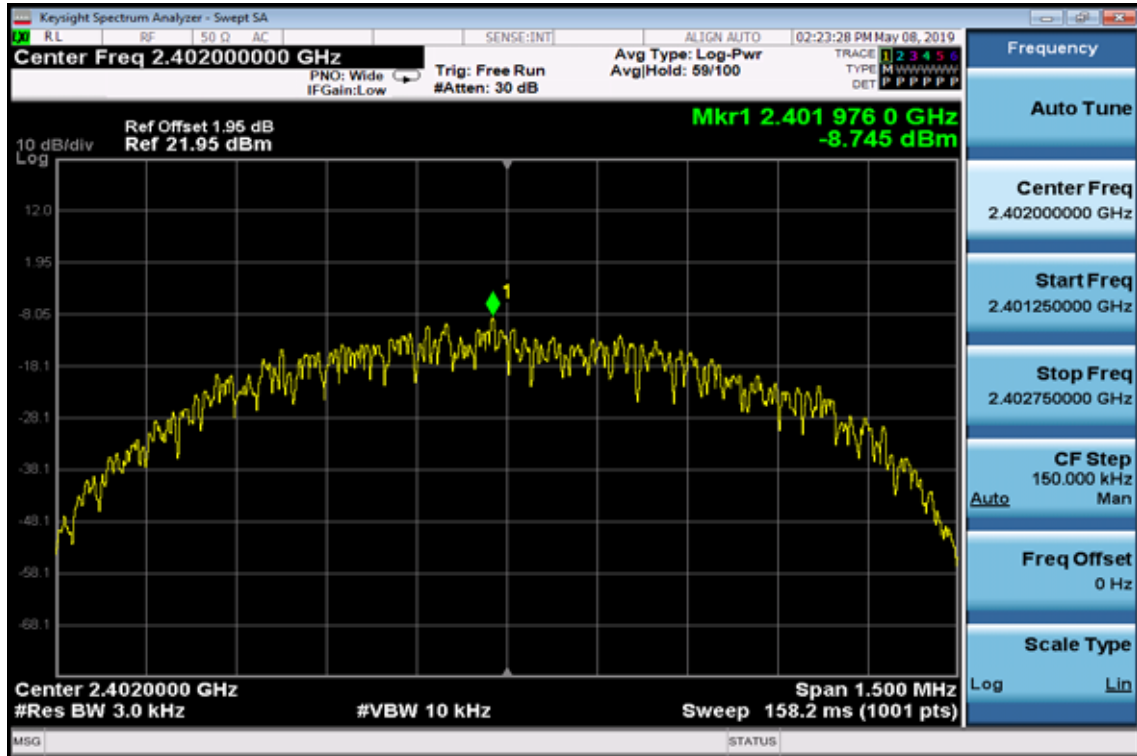 Keysight Spectrum Analyzer - Swept SA
LXI RL RF 50 Ω AC SENSE:INT ALIGN AUTO 02:23:28 PM May 08, 2019
Center Freq 2.402000000 GHz
PNO: Wide
IFGain:Low
Trig: Free Run
#Atten: 30 dB
Avg Type: Log-Pwr
Avg|Hold: 59/100
TRACE 1 2 3 4 5 6
TYPE M W W W W W
DET P P P P P P
Mkr1 2.401 976 0 GHz
-8.745 dBm
Ref Offset 1.95 dB
10 dB/div Ref 21.95 dBm
Log
12.0
1.95
-8.05
-18.1
-28.1
-38.1
-48.1
-58.1
-68.1
1
Center 2.4020000 GHz Span 1.500 MHz
#Res BW 3.0 kHz #VBW 10 kHz Sweep 158.2 ms (1001 pts)
MSG STATUS
Frequency
Auto Tune
Center Freq
2.402000000 GHz
Start Freq
2.401250000 GHz
Stop Freq
2.402750000 GHz
CF Step
150.000 kHz
Auto Man
Freq Offset
0 Hz
Scale Type
Log Lin